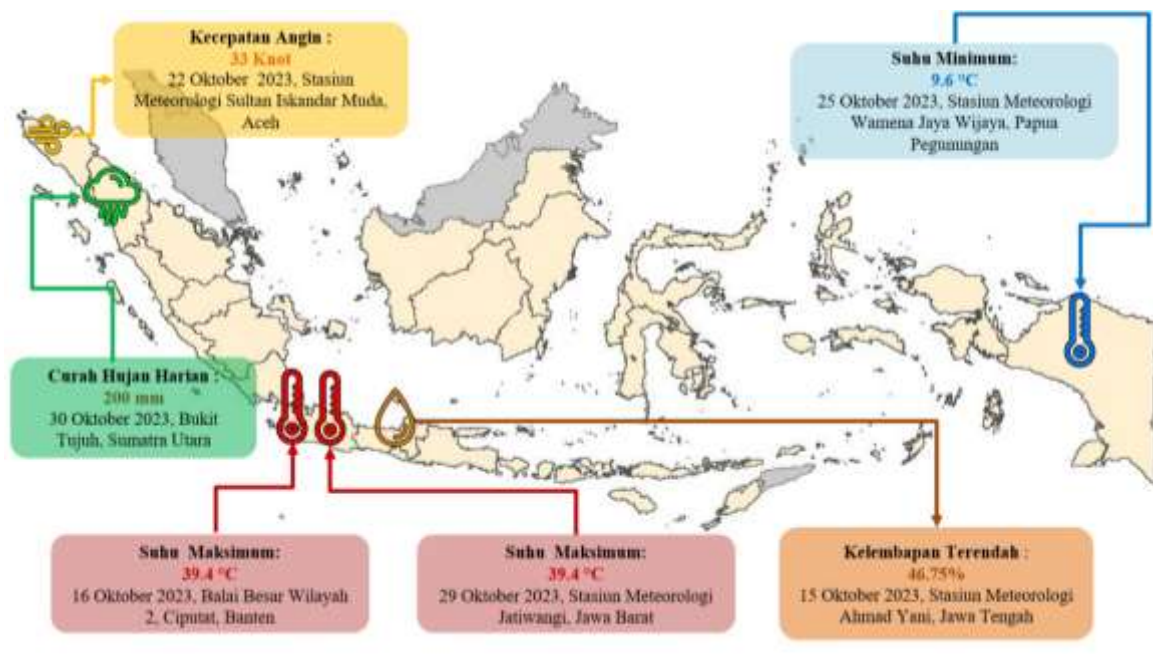 Kecepatan Angin :
33 Knot
22 Oktober 2023, Stasiun
Meteorologi Sultan Iskandar Muda,
Aceh
Suhu Minimum:
9.6 °C
25 Oktober 2023, Stasiun Meteorologi
Wamena Jaya Wijaya, Papua
Pegunungan
Curah Hujan Harian :
200 mm
30 Oktober 2023, Bukit
Tujuh, Sumatra Utara
Suhu Maksimum:
39.4 °C
16 Oktober 2023, Balai Besar Wilayah
2, Ciputat, Banten
Suhu Maksimum:
39.4 °C
29 Oktober 2023, Stasiun Meteorologi
Jatiwangi, Jawa Barat
Kelembapan Terendah :
46.75%
15 Oktober 2023, Stasiun Meteorologi
Ahmad Yani, Jawa Tengah